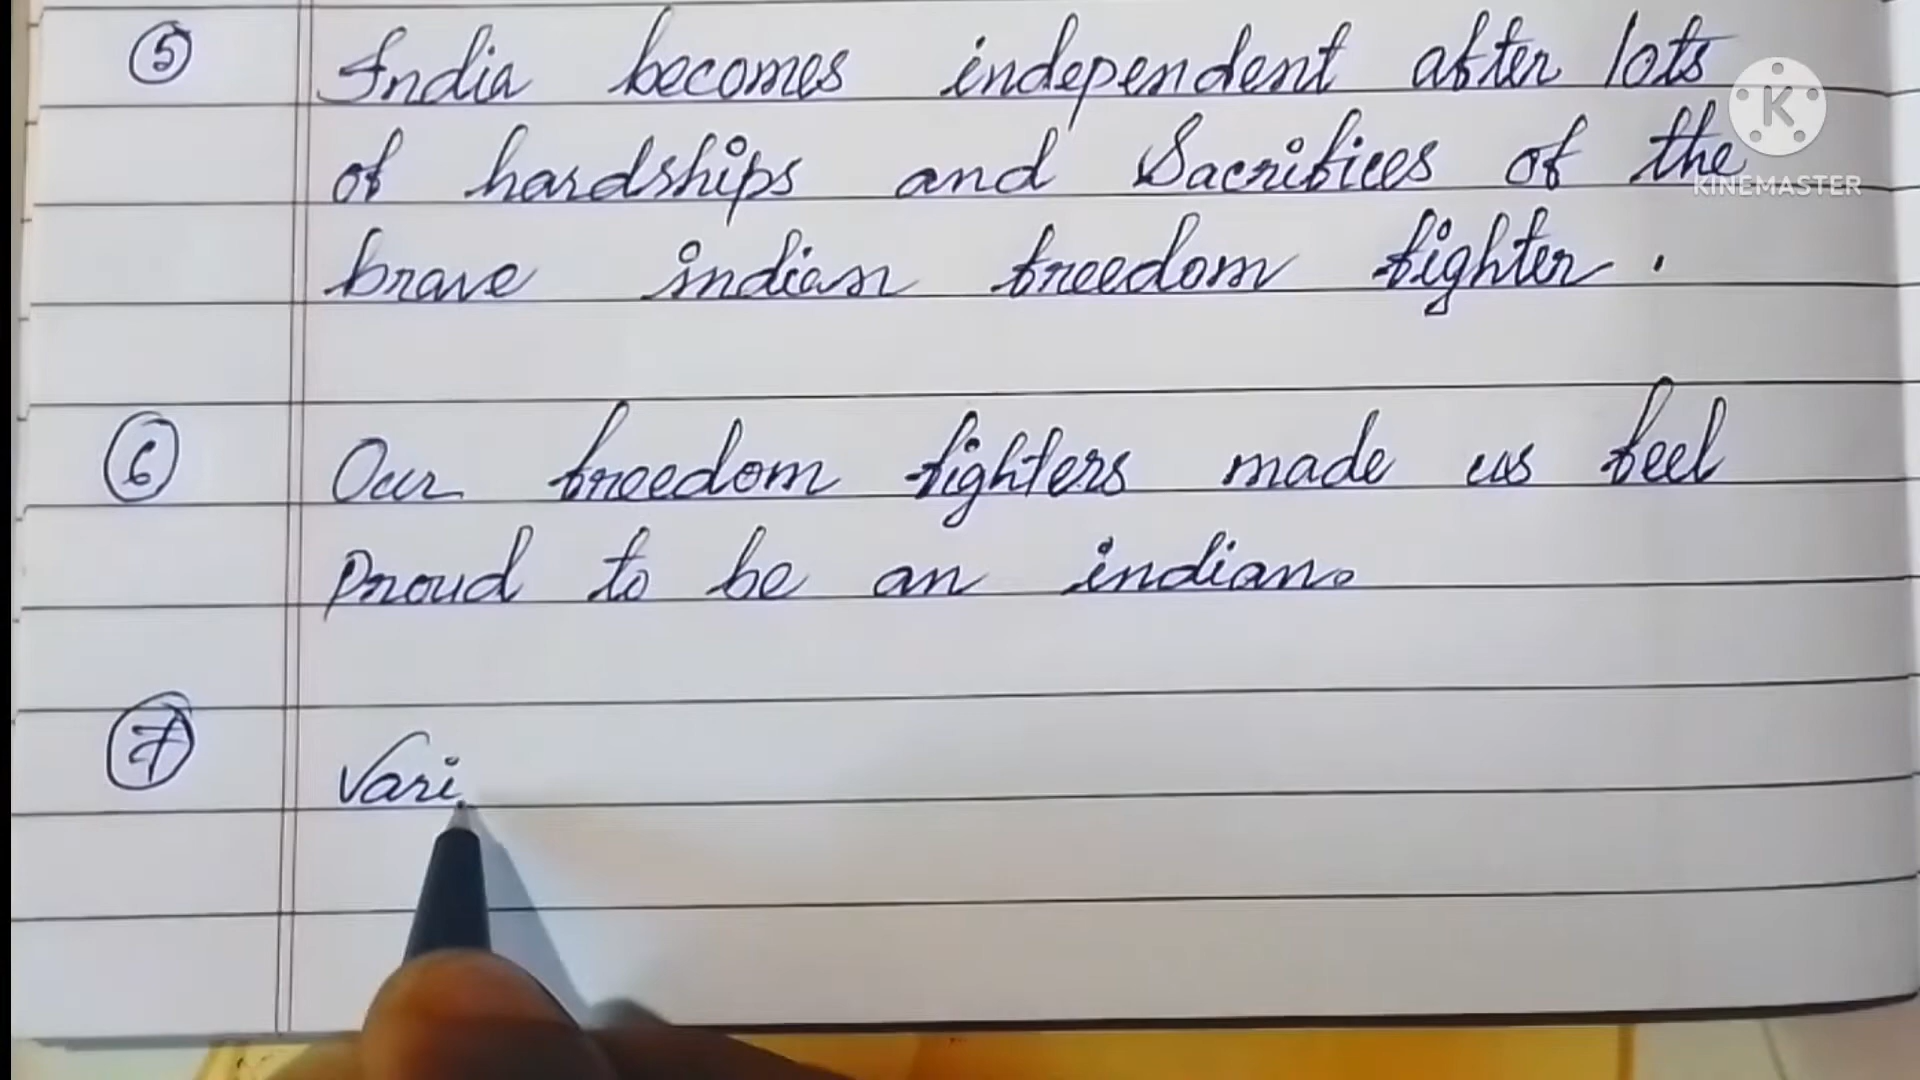 5 India becomes independent after lots
of hardships and Sacrifices of the
brave indian freedom fighter.
6 Our freedom fighters made us feel
Proud to be an indian.
7 Vari
K
KINEMASTER